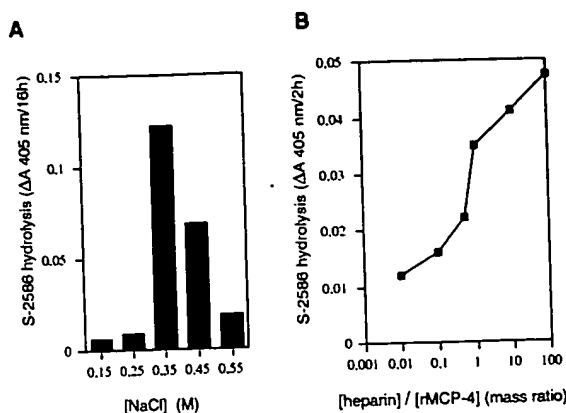 A
S-2586 hydrolysis (ΔA 405 nm/16h)
0.15
0.1
0.05
0
0.15 0.25 0.35 0.45 0.55
[NaCl] (M)
B
S-2586 hydrolysis (ΔA 405 nm/2h)
0.05
0.04
0.03
0.02
0.01
0
0.001 0.01 0.1 1 10 100
[heparin] / [rMCP-4] (mass ratio)